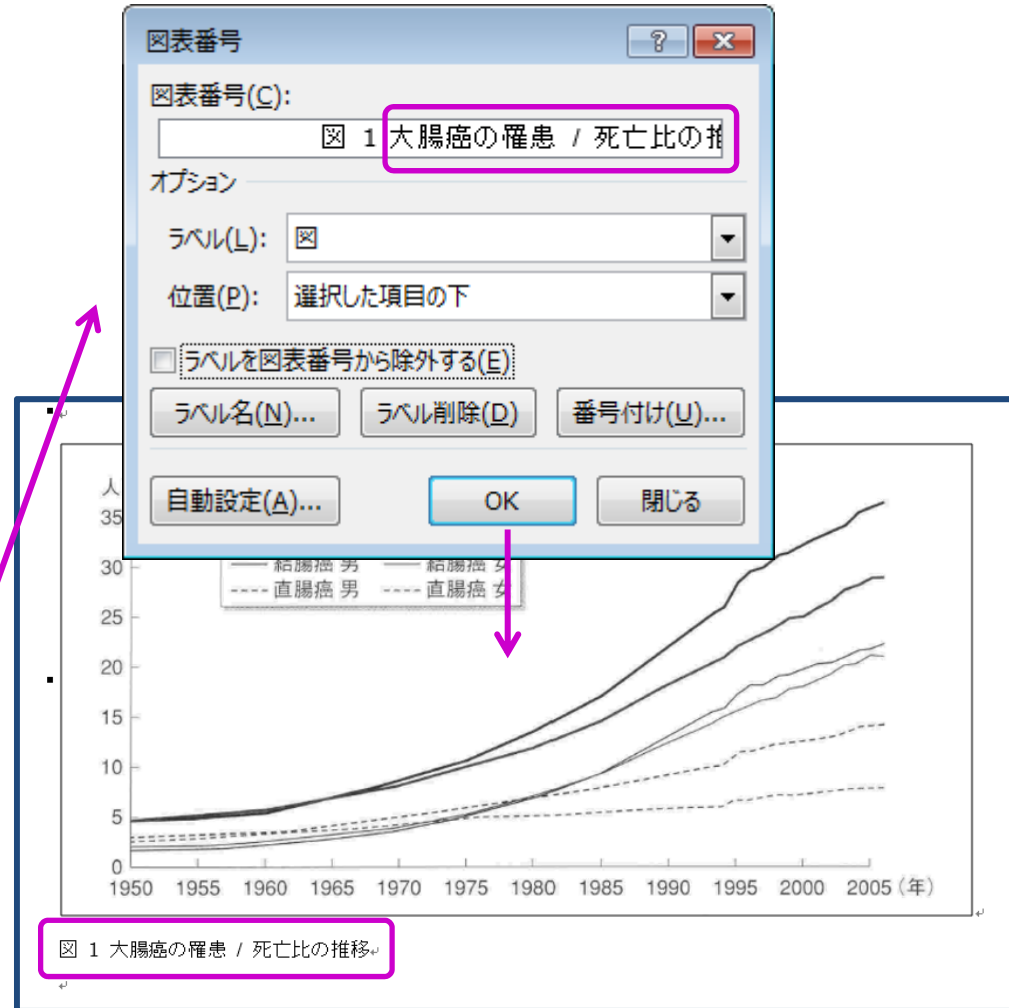 図表番号
図表番号(C):
図 1 大腸癌の罹患 / 死亡比の推
オプション
ラベル(L): 図
位置(P): 選択した項目の下
ラベルを図表番号から除外する(E)
ラベル名(N)... ラベル削除(D) 番号付け(U)...
自動設定(A)... OK 閉じる
人
35
30
25
20
15
10
5
0
結腸癌 男 結腸癌 女
直腸癌 男 直腸癌 女
1950 1955 1960 1965 1970 1975 1980 1985 1990 1995 2000 2005 (年)
図 1 大腸癌の罹患 / 死亡比の推移